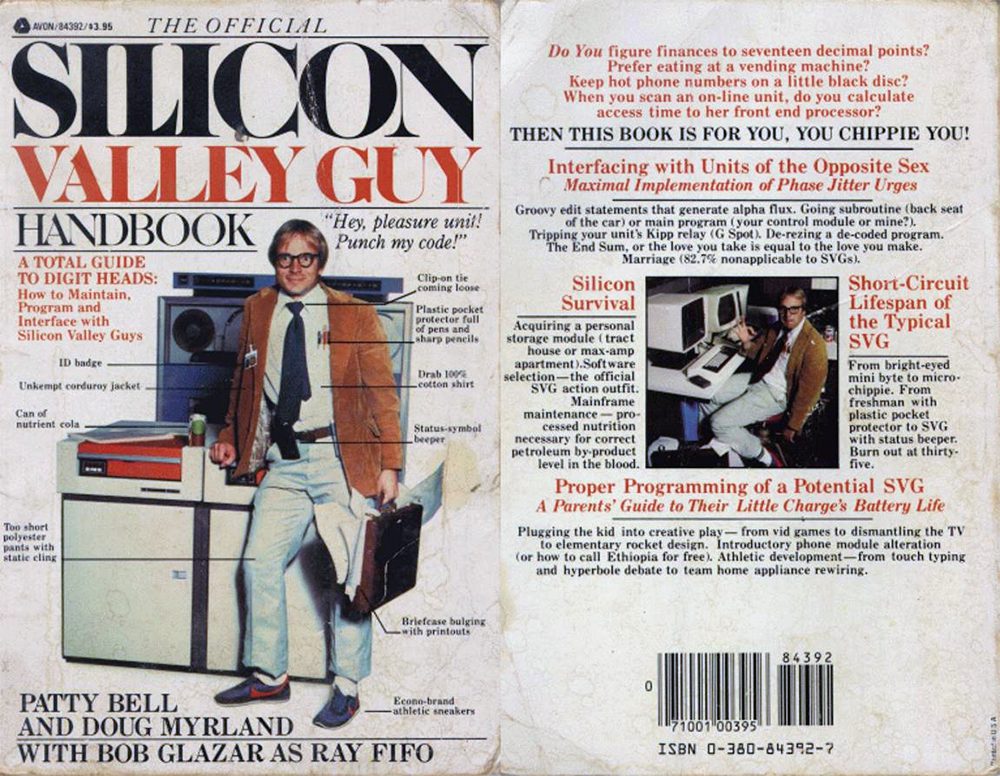 AVON/84392/$3.95
THE OFFICIAL
SILICON
VALLEY GUY
HANDBOOK
"Hey, pleasure unit!
Punch my code!"
A TOTAL GUIDE
TO DIGIT HEADS:
How to Maintain,
Program and
Interface with
Silicon Valley Guys
Clip-on tie
coming loose
Plastic pocket
protector full
of pens and
sharp pencils
ID badge
Unkempt corduroy jacket
Drab 100%
cotton shirt
Can of
nutrient cola
Status-symbol
beeper
Too short
polyester
pants with
static cling
Briefcase bulging
with printouts
Econo-brand
athletic sneakers
PATTY BELL
AND DOUG MYRLAND
WITH BOB GLAZAR AS RAY FIFO
Do You figure finances to seventeen decimal points?
Prefer eating at a vending machine?
Keep hot phone numbers on a little black disc?
When you scan an on-line unit, do you calculate
access time to her front end processor?
THEN THIS BOOK IS FOR YOU, YOU CHIPPIE YOU!
Interfacing with Units of the Opposite Sex
Maximal Implementation of Phase Jitter Urges
Groovy edit statements that generate alpha flux. Going subroutine (back seat
of the car) or main program (your control module or mine?).
Tripping your unit's Kipp relay (G Spot). De-rezing a de-coded program.
The End Sum, or the love you take is equal to the love you make.
Marriage (82.7% nonapplicable to SVGs).
Silicon
Survival
Acquiring a personal
storage module ( tract
house or max-amp
apartment).Software
selection—the official
SVG action outfit.
Mainframe
maintenance — pro-
cessed nutrition
necessary for correct
petroleum by-product
level in the blood.
Short-Circuit
Lifespan of
the Typical
SVG
From bright-eyed
mini byte to micro-
chippie. From
freshman with
plastic pocket
protector to SVG
with status beeper.
Burn out at thirty-
five.
Proper Programming of a Potential SVG
A Parents' Guide to Their Little Charge's Battery Life
Plugging the kid into creative play— from vid games to dismantling the TV
to elementary rocket design. Introductory phone module alteration
(or how to call Ethiopia for free). Athletic development—from touch typing
and hyperbole debate to team home appliance rewiring.
84392
0
71001 00395
ISBN 0-380-84392-7